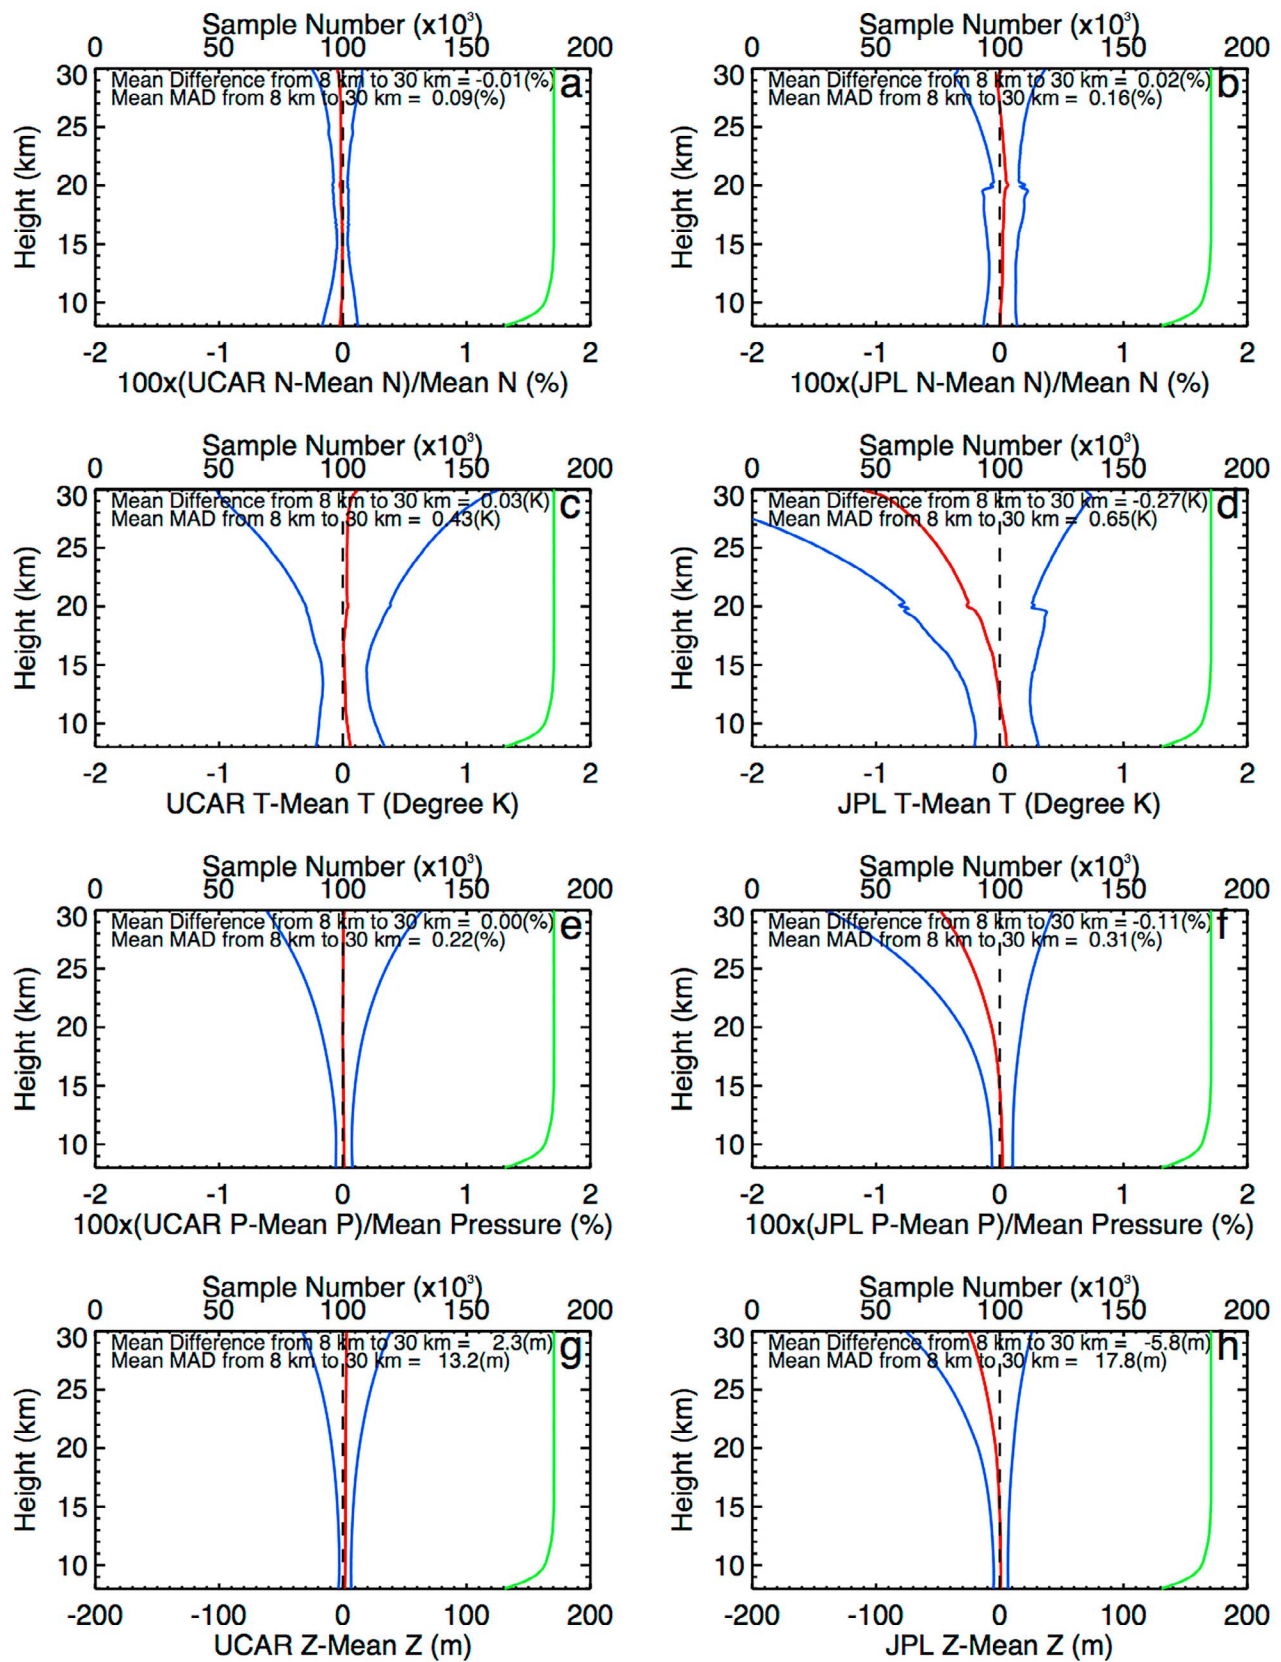 Sample Number (x10³)
0 50 100 150 200
Mean Difference from 8 km to 30 km = -0.01(%)
Mean MAD from 8 km to 30 km = 0.09(%)
a
30
25
20
15
10
Height (km)
-2 -1 0 1 2
100x(UCAR N-Mean N)/Mean N (%)
Sample Number (x10³)
0 50 100 150 200
Mean Difference from 8 km to 30 km = 0.02(%)
Mean MAD from 8 km to 30 km = 0.16(%)
b
30
25
20
15
10
Height (km)
-2 -1 0 1 2
100x(JPL N-Mean N)/Mean N (%)
Sample Number (x10³)
0 50 100 150 200
Mean Difference from 8 km to 30 km = 0.03(K)
Mean MAD from 8 km to 30 km = 0.43(K)
c
30
25
20
15
10
Height (km)
-2 -1 0 1 2
UCAR T-Mean T (Degree K)
Sample Number (x10³)
0 50 100 150 200
Mean Difference from 8 km to 30 km = -0.27(K)
Mean MAD from 8 km to 30 km = 0.65(K)
d
30
25
20
15
10
Height (km)
-2 -1 0 1 2
JPL T-Mean T (Degree K)
Sample Number (x10³)
0 50 100 150 200
Mean Difference from 8 km to 30 km = 0.00(%)
Mean MAD from 8 km to 30 km = 0.22(%)
e
30
25
20
15
10
Height (km)
-2 -1 0 1 2
100x(UCAR P-Mean P)/Mean Pressure (%)
Sample Number (x10³)
0 50 100 150 200
Mean Difference from 8 km to 30 km = -0.11(%)
Mean MAD from 8 km to 30 km = 0.31(%)
f
30
25
20
15
10
Height (km)
-2 -1 0 1 2
100x(JPL P-Mean P)/Mean Pressure (%)
Sample Number (x10³)
0 50 100 150 200
Mean Difference from 8 km to 30 km = 2.3(m)
Mean MAD from 8 km to 30 km = 13.2(m)
g
30
25
20
15
10
Height (km)
-200 -100 0 100 200
UCAR Z-Mean Z (m)
Sample Number (x10³)
0 50 100 150 200
Mean Difference from 8 km to 30 km = -5.8(m)
Mean MAD from 8 km to 30 km = 17.8(m)
h
30
25
20
15
10
Height (km)
-200 -100 0 100 200
JPL Z-Mean Z (m)